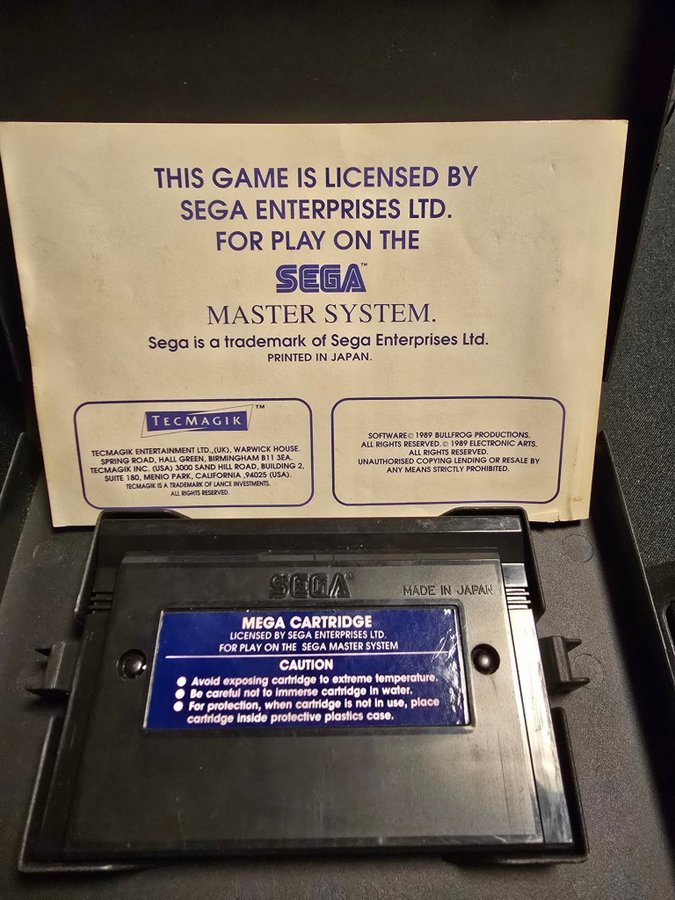 THIS GAME IS LICENSED BY
SEGA ENTERPRISES LTD.
FOR PLAY ON THE
SEGA™
MASTER SYSTEM.
Sega is a trademark of Sega Enterprises Ltd.
PRINTED IN JAPAN.
TECMAGIK™
TECMAGIK ENTERTAINMENT LTD.,(UK), WARWICK HOUSE.
SPRING ROAD, HALL GREEN, BIRMINGHAM B11 3EA.
TECMAGIK INC. (USA) 3000 SAND HILL ROAD, BUILDING 2,
SUITE 180, MENIO PARK, CALIFORNIA ,94025 (USA).
TECMAGIK IS A TRADEMARK OF LANCE INVESTMENTS.
ALL RIGHTS RESERVED.
SOFTWARE© 1989 BULLFROG PRODUCTIONS.
ALL RIGHTS RESERVED.© 1989 ELECTRONIC ARTS.
ALL RIGHTS RESERVED.
UNAUTHORISED COPYING LENDING OR RESALE BY
ANY MEANS STRICTLY PROHIBITED.
SEGA®
MADE IN JAPAN
MEGA CARTRIDGE
LICENSED BY SEGA ENTERPRISES LTD.
FOR PLAY ON THE SEGA MASTER SYSTEM
CAUTION
● Avoid exposing cartridge to extreme temperature.
● Be careful not to immerse cartridge in water.
● For protection, when cartridge is not in use, place
cartridge inside protective plastics case.